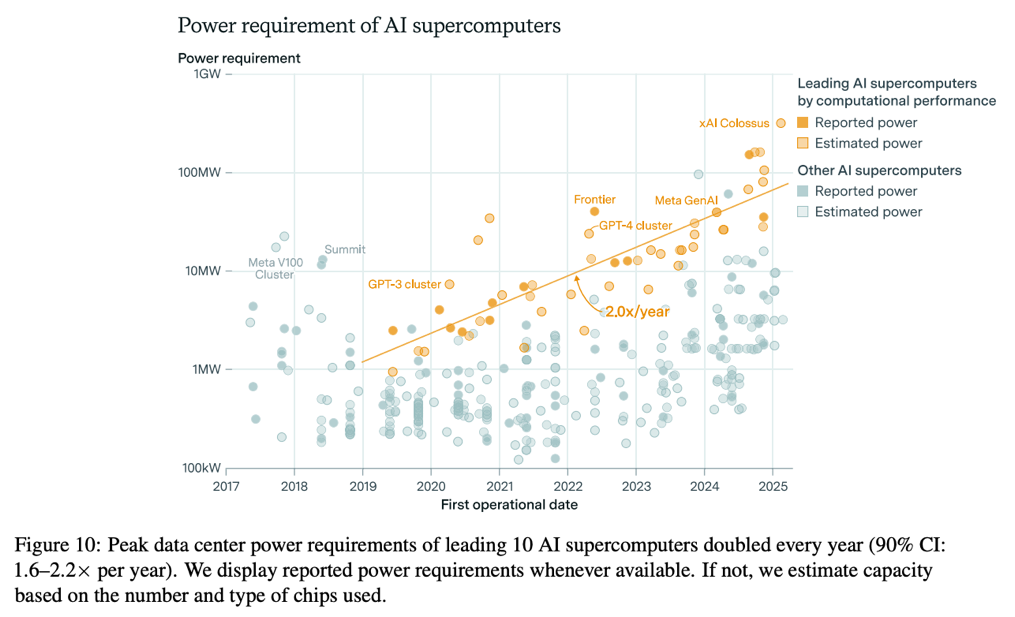 Power requirement of AI supercomputers
Power requirement
1GW
100MW
10MW
1MW
100kW
2017
2018
2019
2020
2021
2022
2023
2024
2025
First operational date
Meta V100
Cluster
Summit
GPT-3 cluster
Frontier
GPT-4 cluster
Meta GenAI
xAI Colossus
2.0x/year
Leading AI supercomputers
by computational performance
Reported power
Estimated power
Other AI supercomputers
Reported power
Estimated power
Figure 10: Peak data center power requirements of leading 10 AI supercomputers doubled every year (90% CI:
1.6–2.2× per year). We display reported power requirements whenever available. If not, we estimate capacity
based on the number and type of chips used.